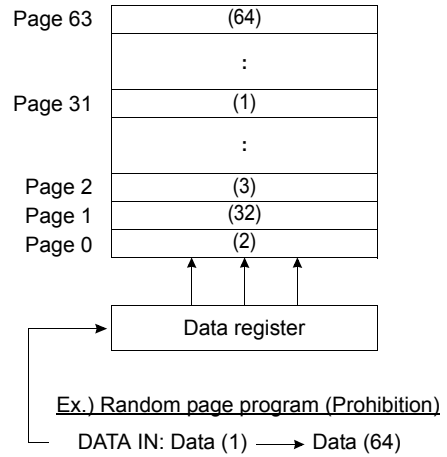 Page 63 (64)
:
Page 31 (1)
:
Page 2 (3)
Page 1 (32)
Page 0 (2)
Data register
Ex.) Random page program (Prohibition)
DATA IN: Data (1) → Data (64)